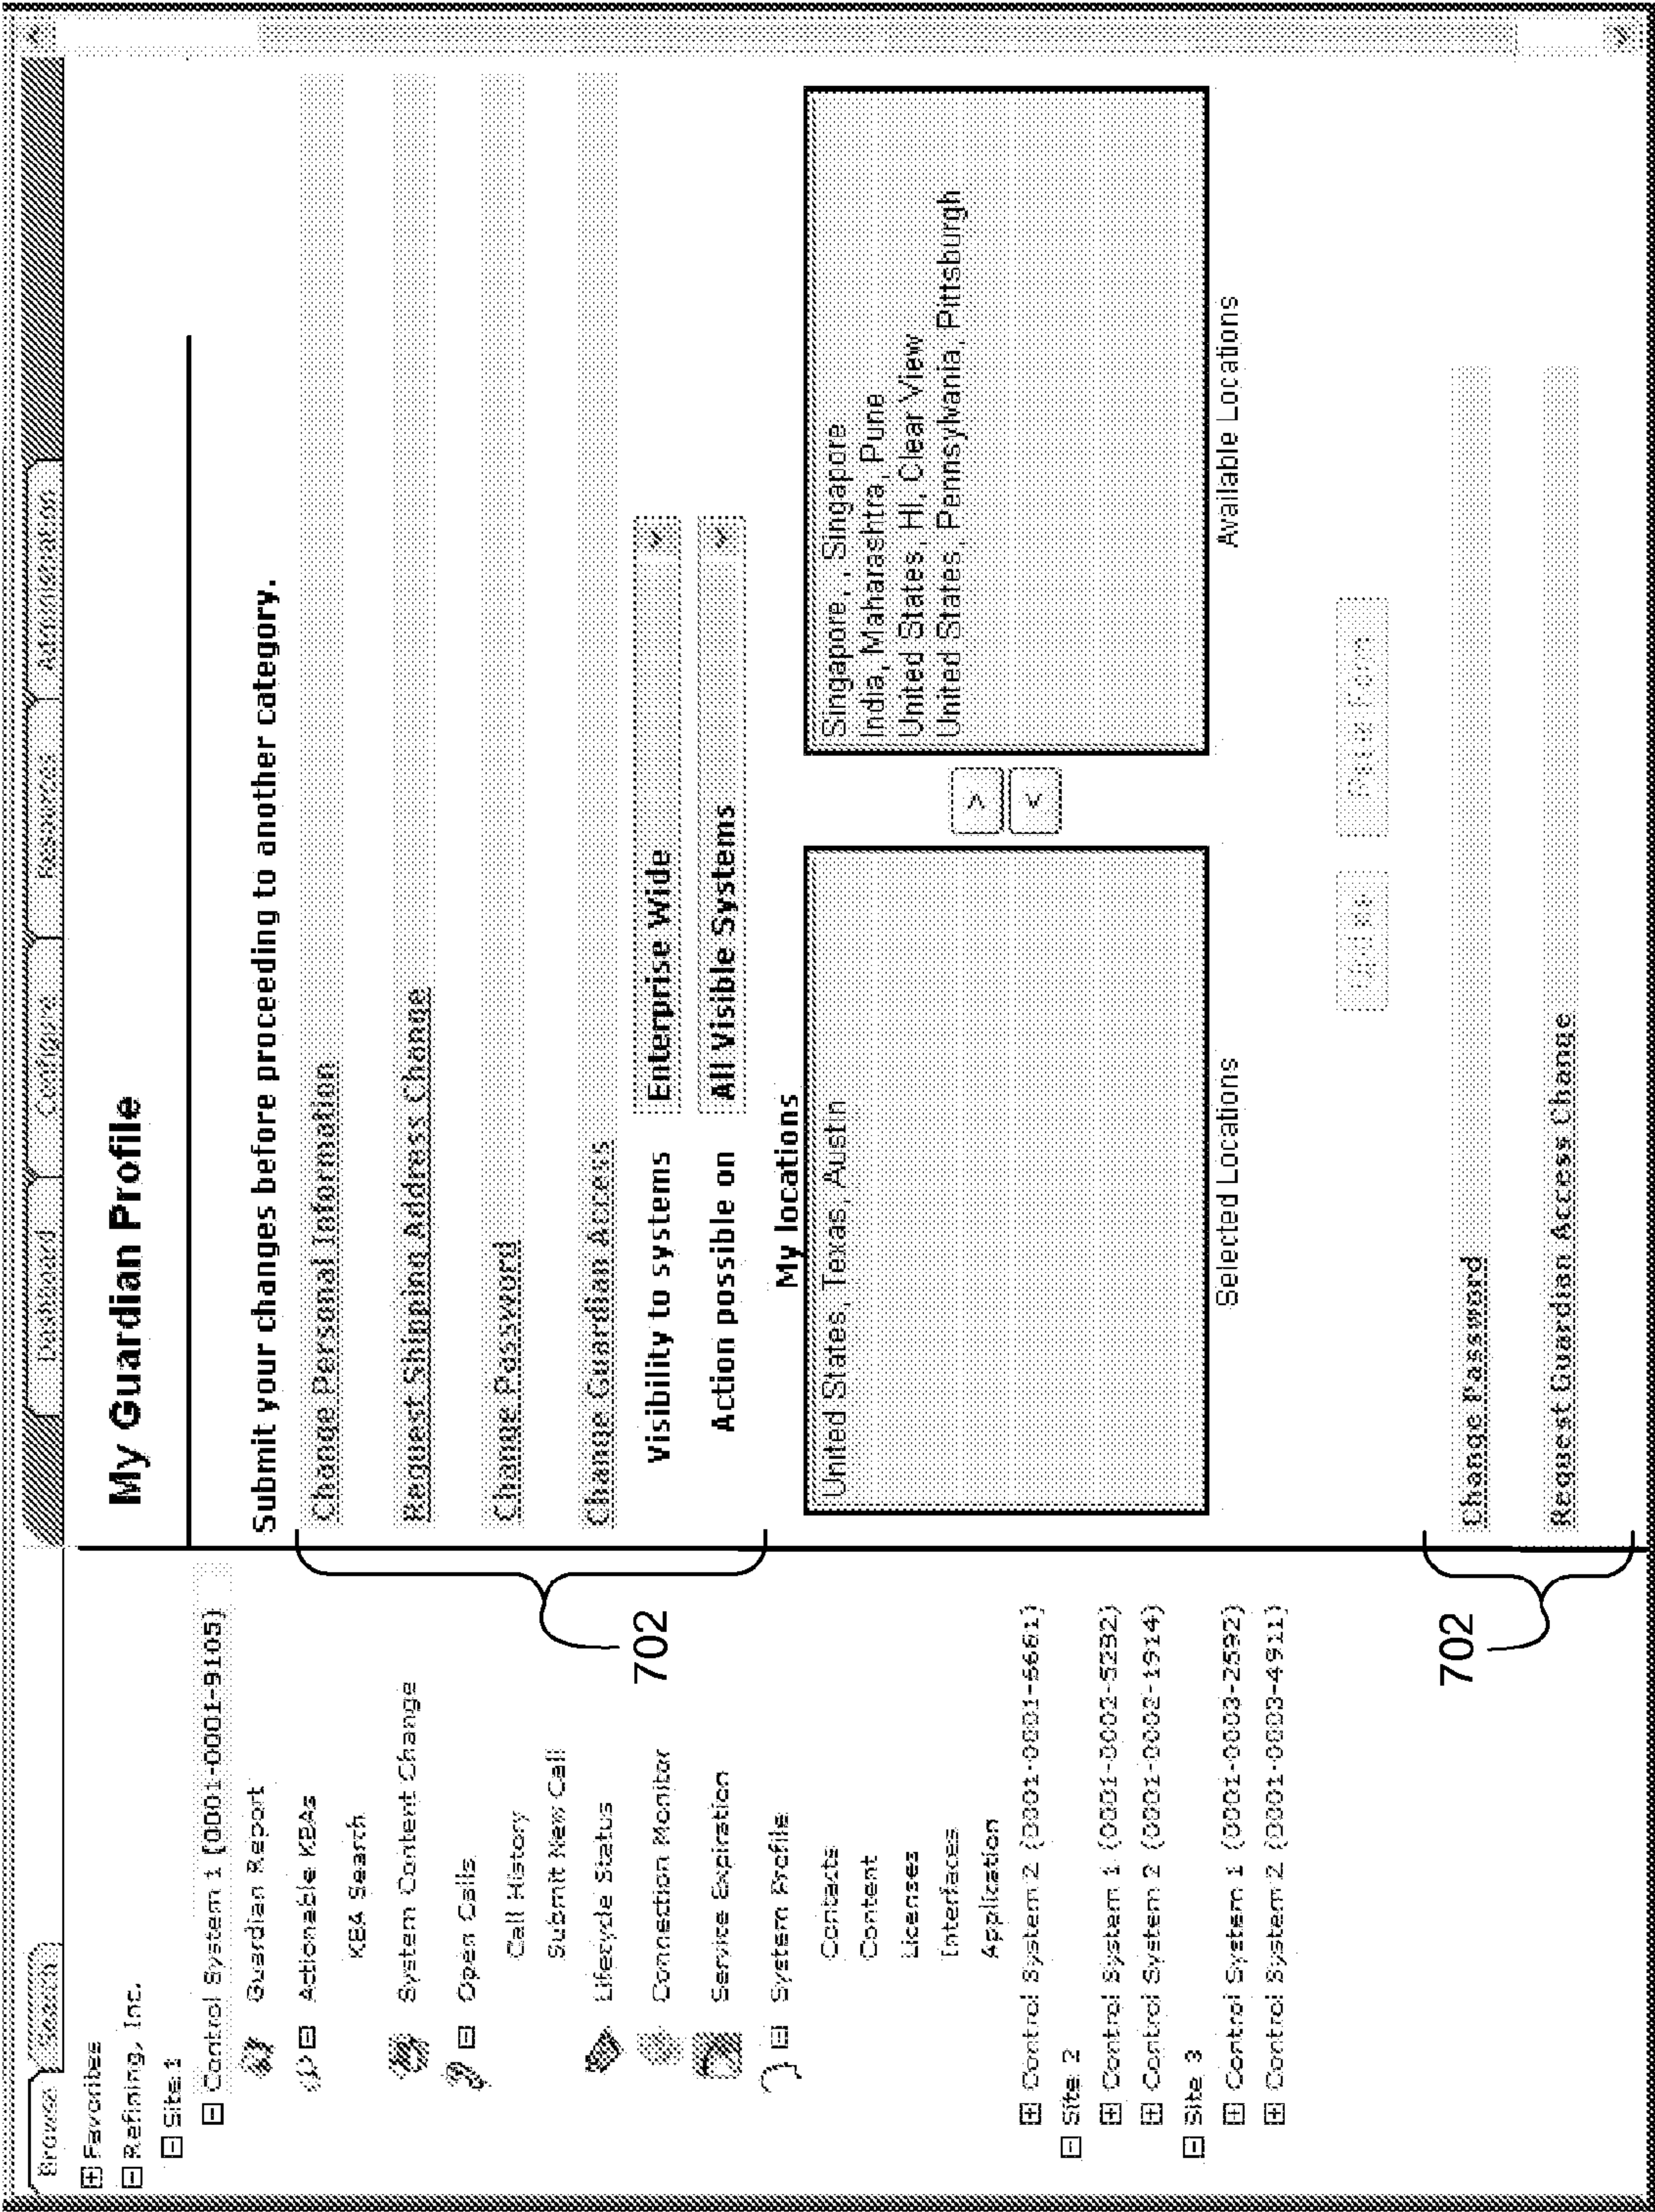 Browse Search
Dashboard Configure Resources Administration
Favorites
Refining, Inc.
Site 1
Control System 1 [0001-0001-9105]
Guardian Report
Actionable KBAs
KBA Search
System Content Change
Open Calls
Call History
Submit New Call
Lifecycle Status
Connection Monitor
Service Expiration
System Profile
Contacts
Content
Licenses
Interfaces
Application
Control System 2 (0001-0001-6661)
Site 2
Control System 1 (0001-0002-5282)
Control System 2 (0001-0002-1914)
Site 3
Control System 1 (0001-0003-2592)
Control System 2 (0001-0003-4911)
My Guardian Profile
Submit your changes before proceeding to another category.
Change Personal Information
Request Shipping Address Change
Change Password
Change Guardian Access
702
Visibility to systems Enterprise Wide
Action possible on All Visible Systems
My locations
United States, Texas, Austin
Selected Locations
>
<
Singapore, , Singapore
India, Maharashtra, Pune
United States, HI, Clear View
United States, Pennsylvania, Pittsburgh
Available Locations
Update Reset Form
702
Change Password
Request Guardian Access Change